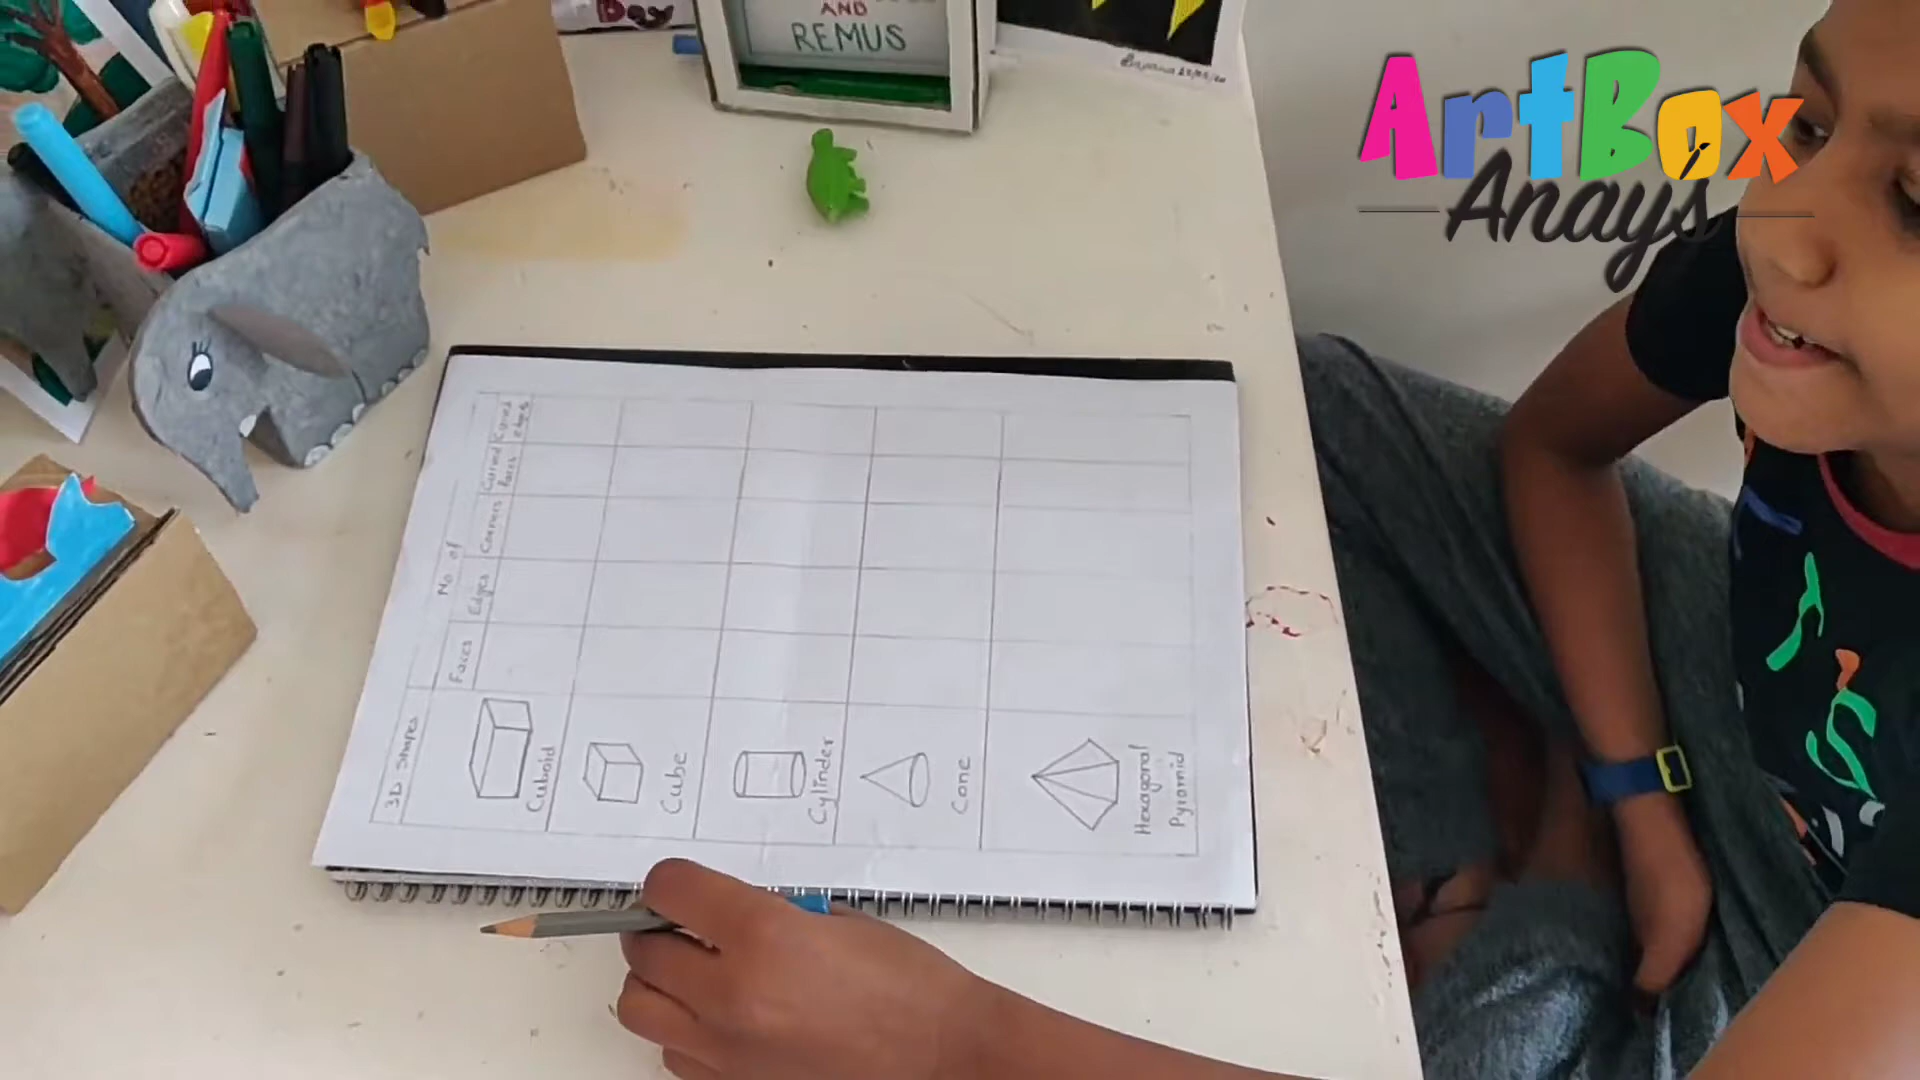 Box
AND
REMUS
ArtBox
Anays
3D Shapes
No of
Faces
Edges
Corners
Curved
faces
Curved
edges
Cuboid
Cube
Cylinder
Cone
Hexagonal
Pyramid